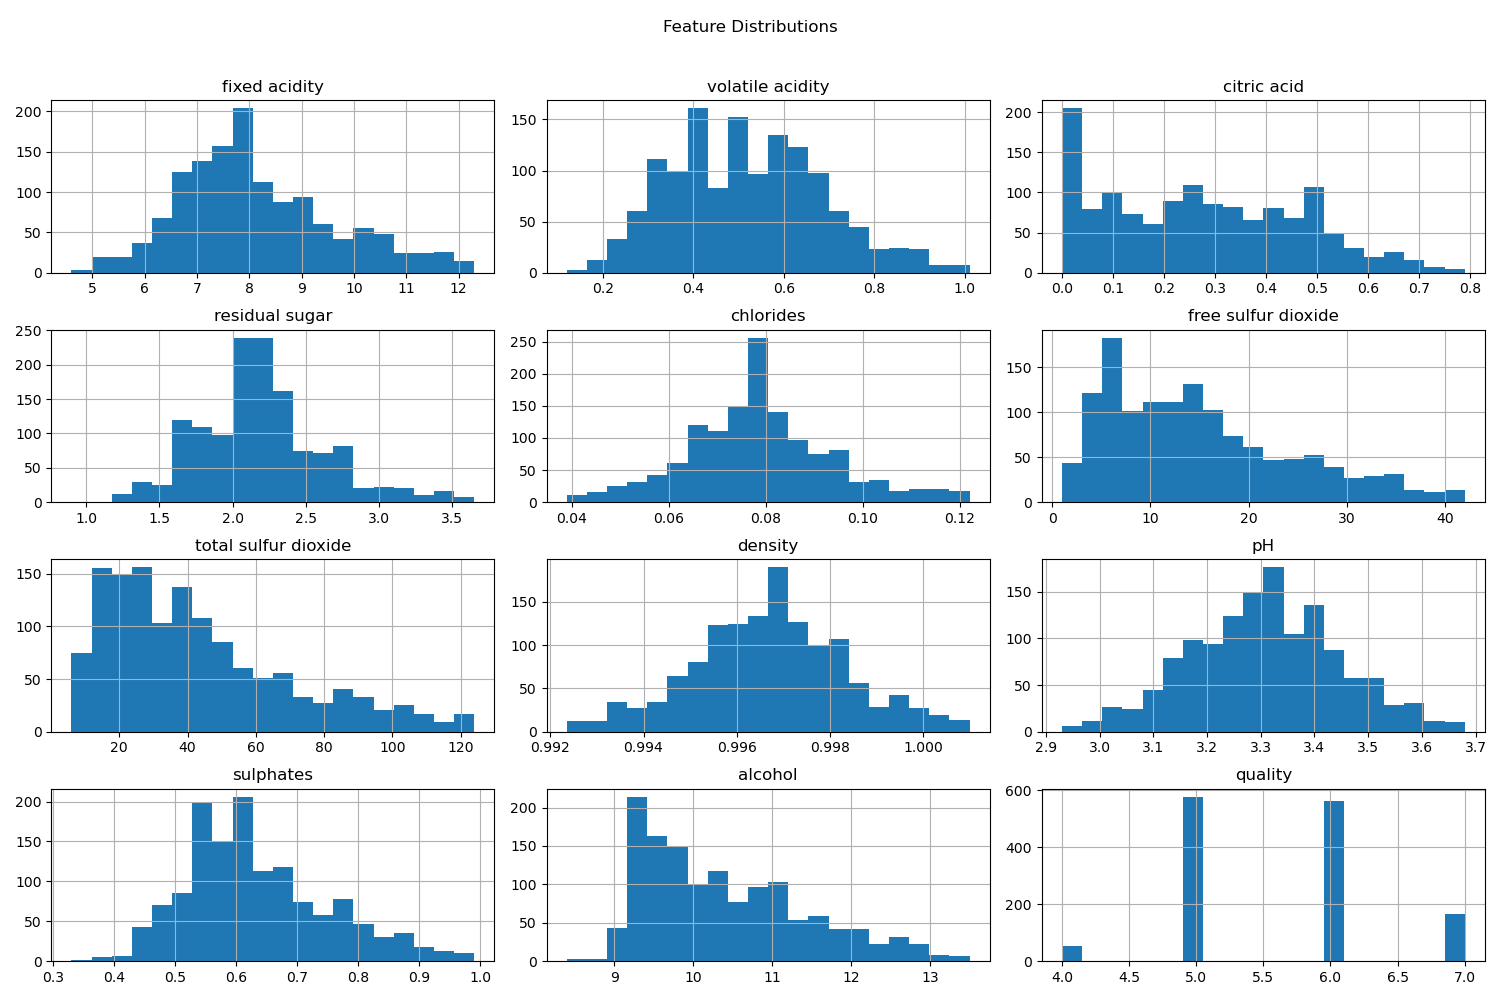 Feature Distributions
fixed acidity
200
150
100
50
0
5 6 7 8 9 10 11 12
volatile acidity
150
100
50
0
0.2 0.4 0.6 0.8 1.0
citric acid
200
150
100
50
0
0.0 0.1 0.2 0.3 0.4 0.5 0.6 0.7 0.8
residual sugar
250
200
150
100
50
0
1.0 1.5 2.0 2.5 3.0 3.5
chlorides
250
200
150
100
50
0
0.04 0.06 0.08 0.10 0.12
free sulfur dioxide
150
100
50
0
0 10 20 30 40
total sulfur dioxide
150
100
50
0
20 40 60 80 100 120
density
150
100
50
0
0.992 0.994 0.996 0.998 1.000
pH
150
100
50
0
2.9 3.0 3.1 3.2 3.3 3.4 3.5 3.6 3.7
sulphates
200
150
100
50
0
0.3 0.4 0.5 0.6 0.7 0.8 0.9 1.0
alcohol
200
150
100
50
0
9 10 11 12 13
quality
600
400
200
0
4.0 4.5 5.0 5.5 6.0 6.5 7.0